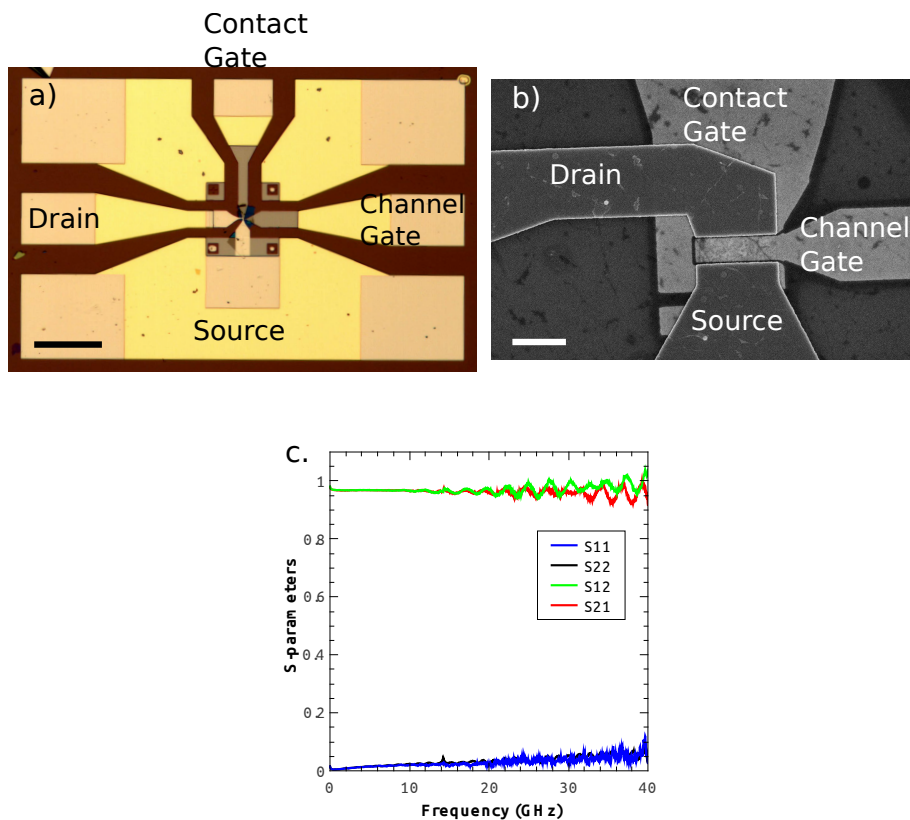 Contact
Gate
a)
Drain
Channel
Gate
Source
b)
Contact
Gate
Drain
Channel
Gate
Source
c.
1
0.8
0.6
0.4
0.2
0
S-parameters
S11
S22
S12
S21
0 10 20 30 40
Frequency (GHz)